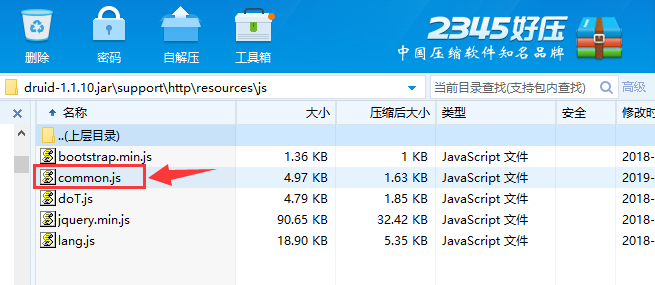 删除 密码 自解压 工具箱
2345好压
中国压缩软件知名品牌
druid-1.1.10.jar\support\http\resources\js 当前目录查找(支持包内查找) 高级
名称 大小 压缩后大小 类型 安全 修改时
..(上层目录)
bootstrap.min.js 1.36 KB 1 KB JavaScript 文件 2018-
common.js 4.97 KB 1.63 KB JavaScript 文件 2019-
doT.js 4.79 KB 1.85 KB JavaScript 文件 2018-
jquery.min.js 90.65 KB 32.42 KB JavaScript 文件 2018-
lang.js 18.90 KB 5.35 KB JavaScript 文件 2018-